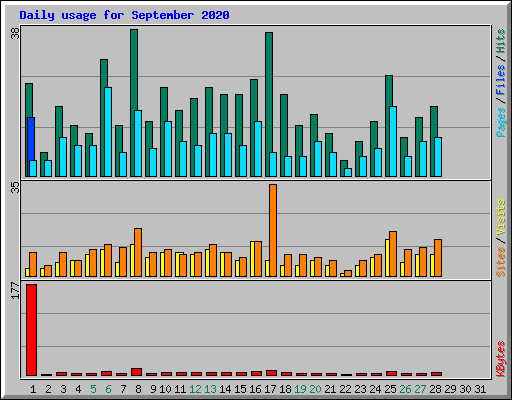 Daily usage for September 2020
38
Pages / Files / Hits
35
Sites / Visits
177
KBytes
1 2 3 4 5 6 7 8 9 10 11 12 13 14 15 16 17 18 19 20 21 22 23 24 25 26 27 28 29 30 31